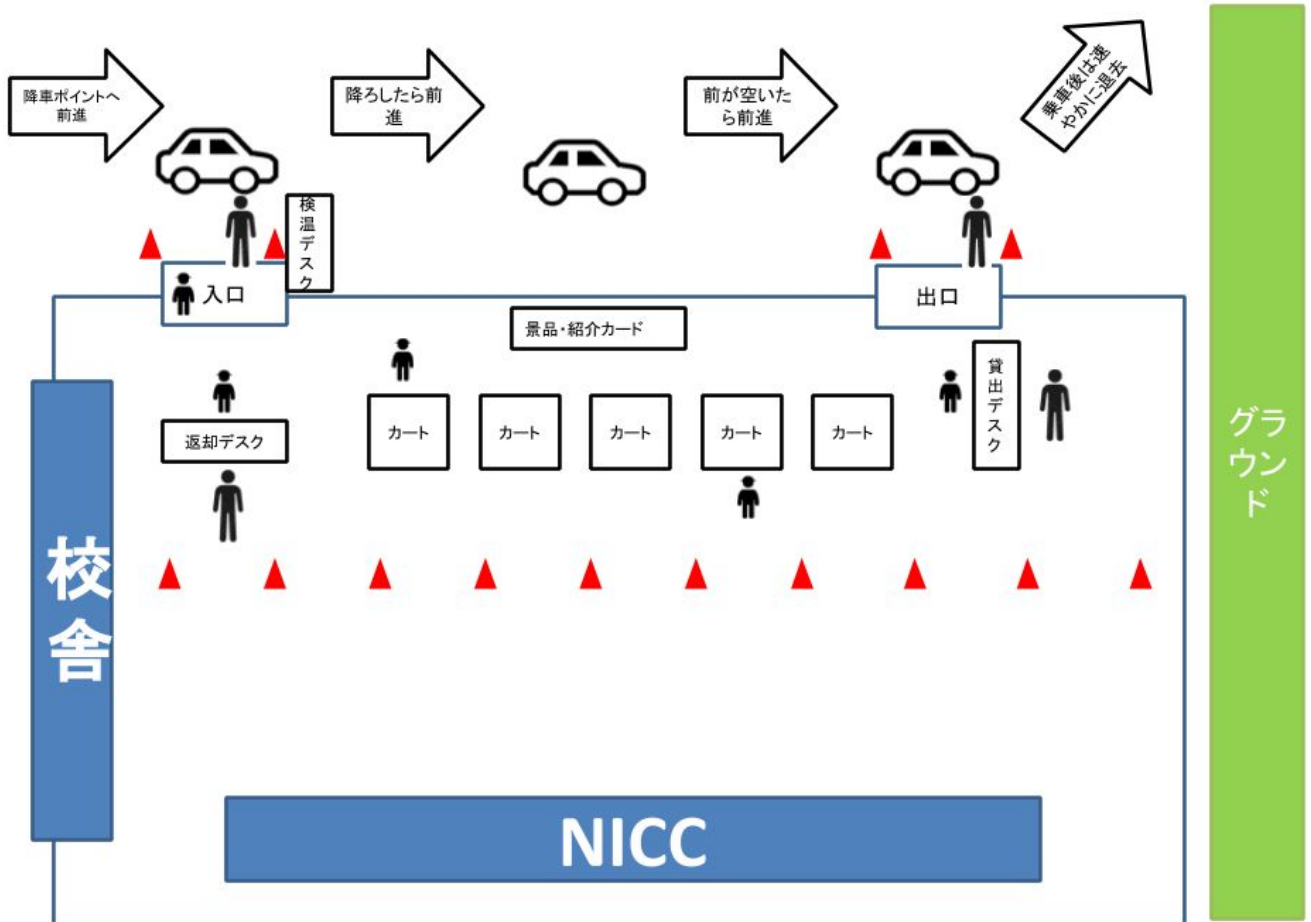 降車ポイントへ
前進
降ろしたら前
進
前が空いた
ら前進
乗車後は速
やかに退去
検温デスク
入口
出口
景品・紹介カード
貸出デスク
返却デスク
カート
カート
カート
カート
カート
グラ
ウン
ド
校舎
NICC